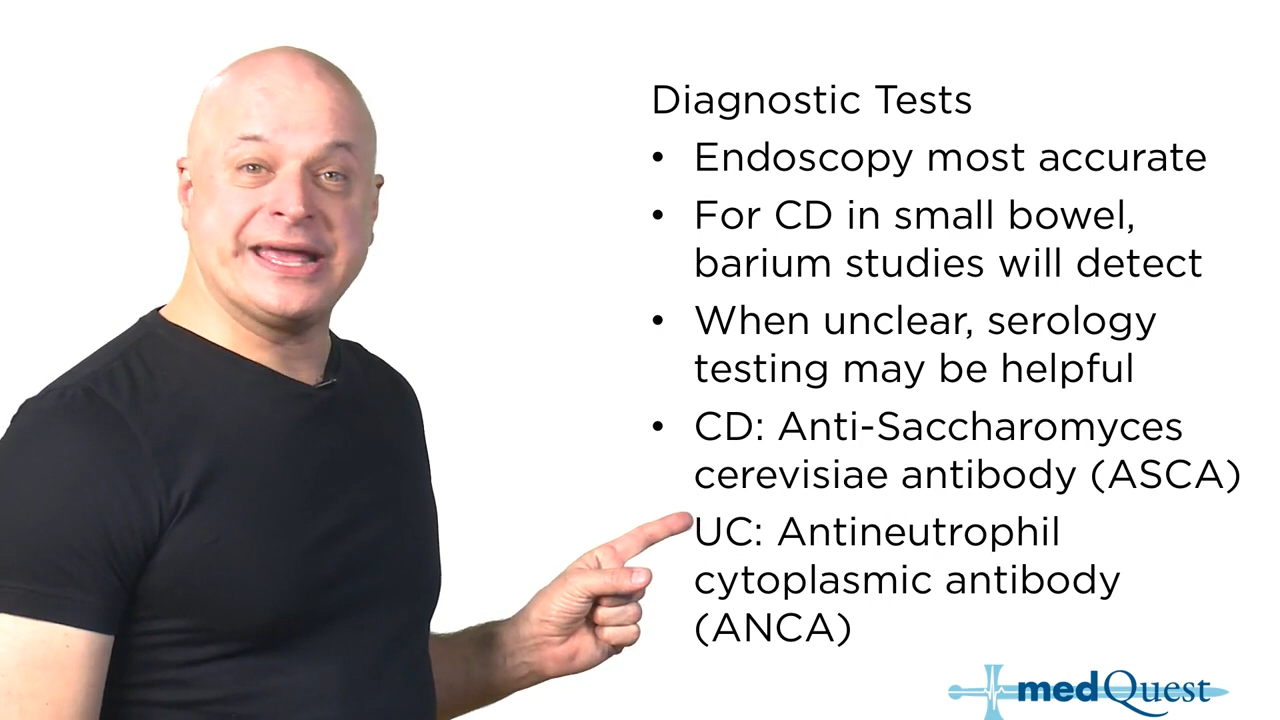 Diagnostic Tests
• Endoscopy most accurate
• For CD in small bowel,
barium studies will detect
• When unclear, serology
testing may be helpful
• CD: Anti-Saccharomyces
cerevisiae antibody (ASCA)
UC: Antineutrophil
cytoplasmic antibody
(ANCA)
medQuest